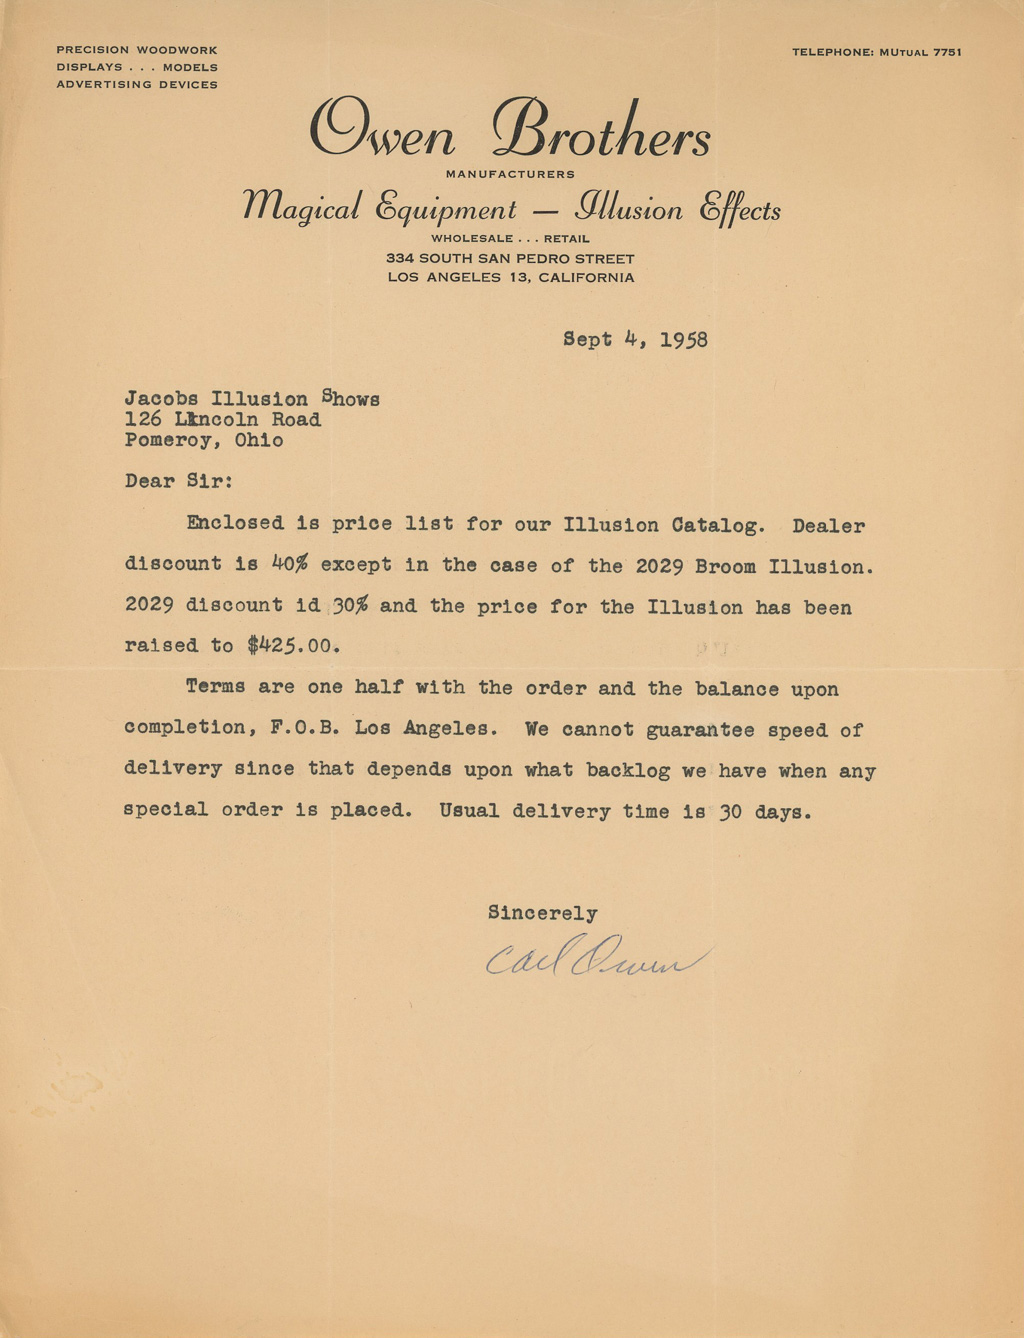 PRECISION WOODWORK
DISPLAYS . . . MODELS
ADVERTISING DEVICES
TELEPHONE: MUTUAL 7751
Owen Brothers
MANUFACTURERS
Magical Equipment — Illusion Effects
WHOLESALE . . . RETAIL
334 SOUTH SAN PEDRO STREET
LOS ANGELES 13, CALIFORNIA
Sept 4, 1958
Jacobs Illusion Shows
126 Lincoln Road
Pomeroy, Ohio
Dear Sir:
Enclosed is price list for our Illusion Catalog. Dealer
discount is 40% except in the case of the 2029 Broom Illusion.
2029 discount id 30% and the price for the Illusion has been
raised to $425.00.
Terms are one half with the order and the balance upon
completion, F.O.B. Los Angeles. We cannot guarantee speed of
delivery since that depends upon what backlog we have when any
special order is placed. Usual delivery time is 30 days.
Sincerely
Carl Owen